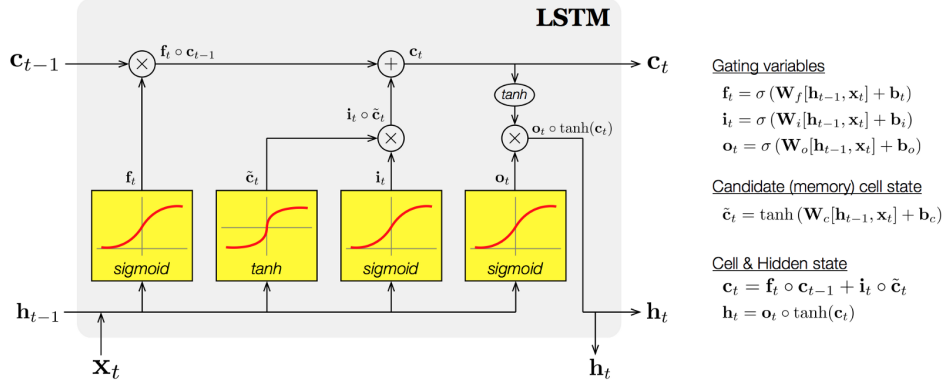 LSTM
c_{t-1}
f_t ∘ c_{t-1}
c_t
c_t
tanh
i_t ∘ c̃_t
o_t ∘ tanh(c_t)
f_t
c̃_t
i_t
o_t
sigmoid
tanh
sigmoid
sigmoid
h_{t-1}
h_t
x_t
h_t
Gating variables
f_t = σ (W_f[h_{t-1}, x_t] + b_t)
i_t = σ (W_i[h_{t-1}, x_t] + b_i)
o_t = σ (W_o[h_{t-1}, x_t] + b_o)
Candidate (memory) cell state
c̃_t = tanh (W_c[h_{t-1}, x_t] + b_c)
Cell & Hidden state
c_t = f_t ∘ c_{t-1} + i_t ∘ c̃_t
h_t = o_t ∘ tanh(c_t)